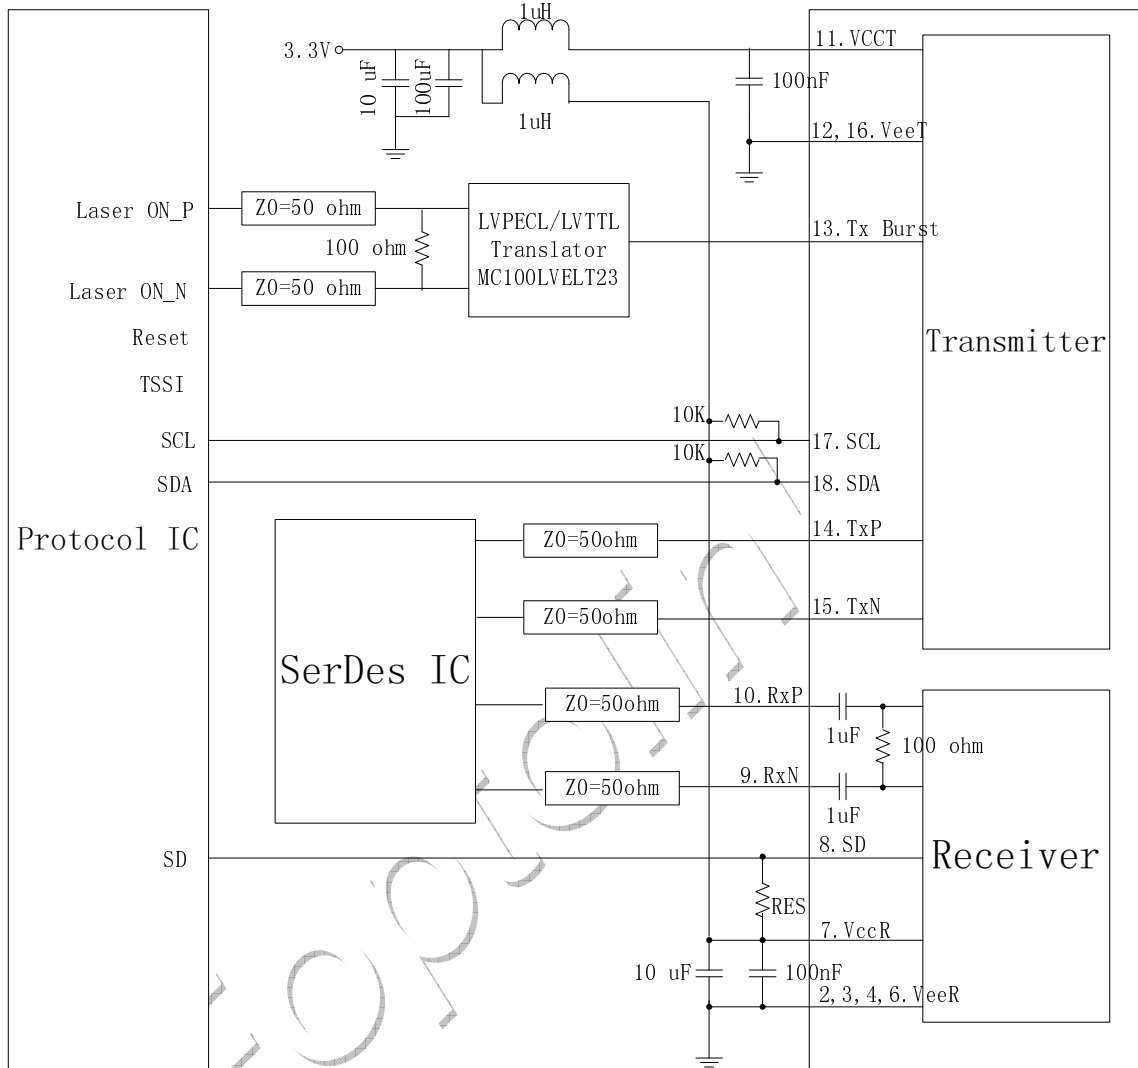 1uH
3.3V
11.VCCT
10 uF
100uF
100nF
1uH
12,16.VeeT
Laser ON_P
Z0=50 ohm
LVPECL/LVTTL
Translator
MC100LVELT23
100 ohm
13.Tx Burst
Laser ON_N
Z0=50 ohm
Reset
Transmitter
TSSI
10K
SCL
17.SCL
10K
SDA
18.SDA
Protocol IC
Z0=50ohm
14.TxP
Z0=50ohm
15.TxN
SerDes IC
Z0=50ohm
10.RxP
1uF
100 ohm
Z0=50ohm
9.RxN
1uF
SD
8.SD
Receiver
RES
7.VccR
10 uF
100nF
2,3,4,6.VeeR